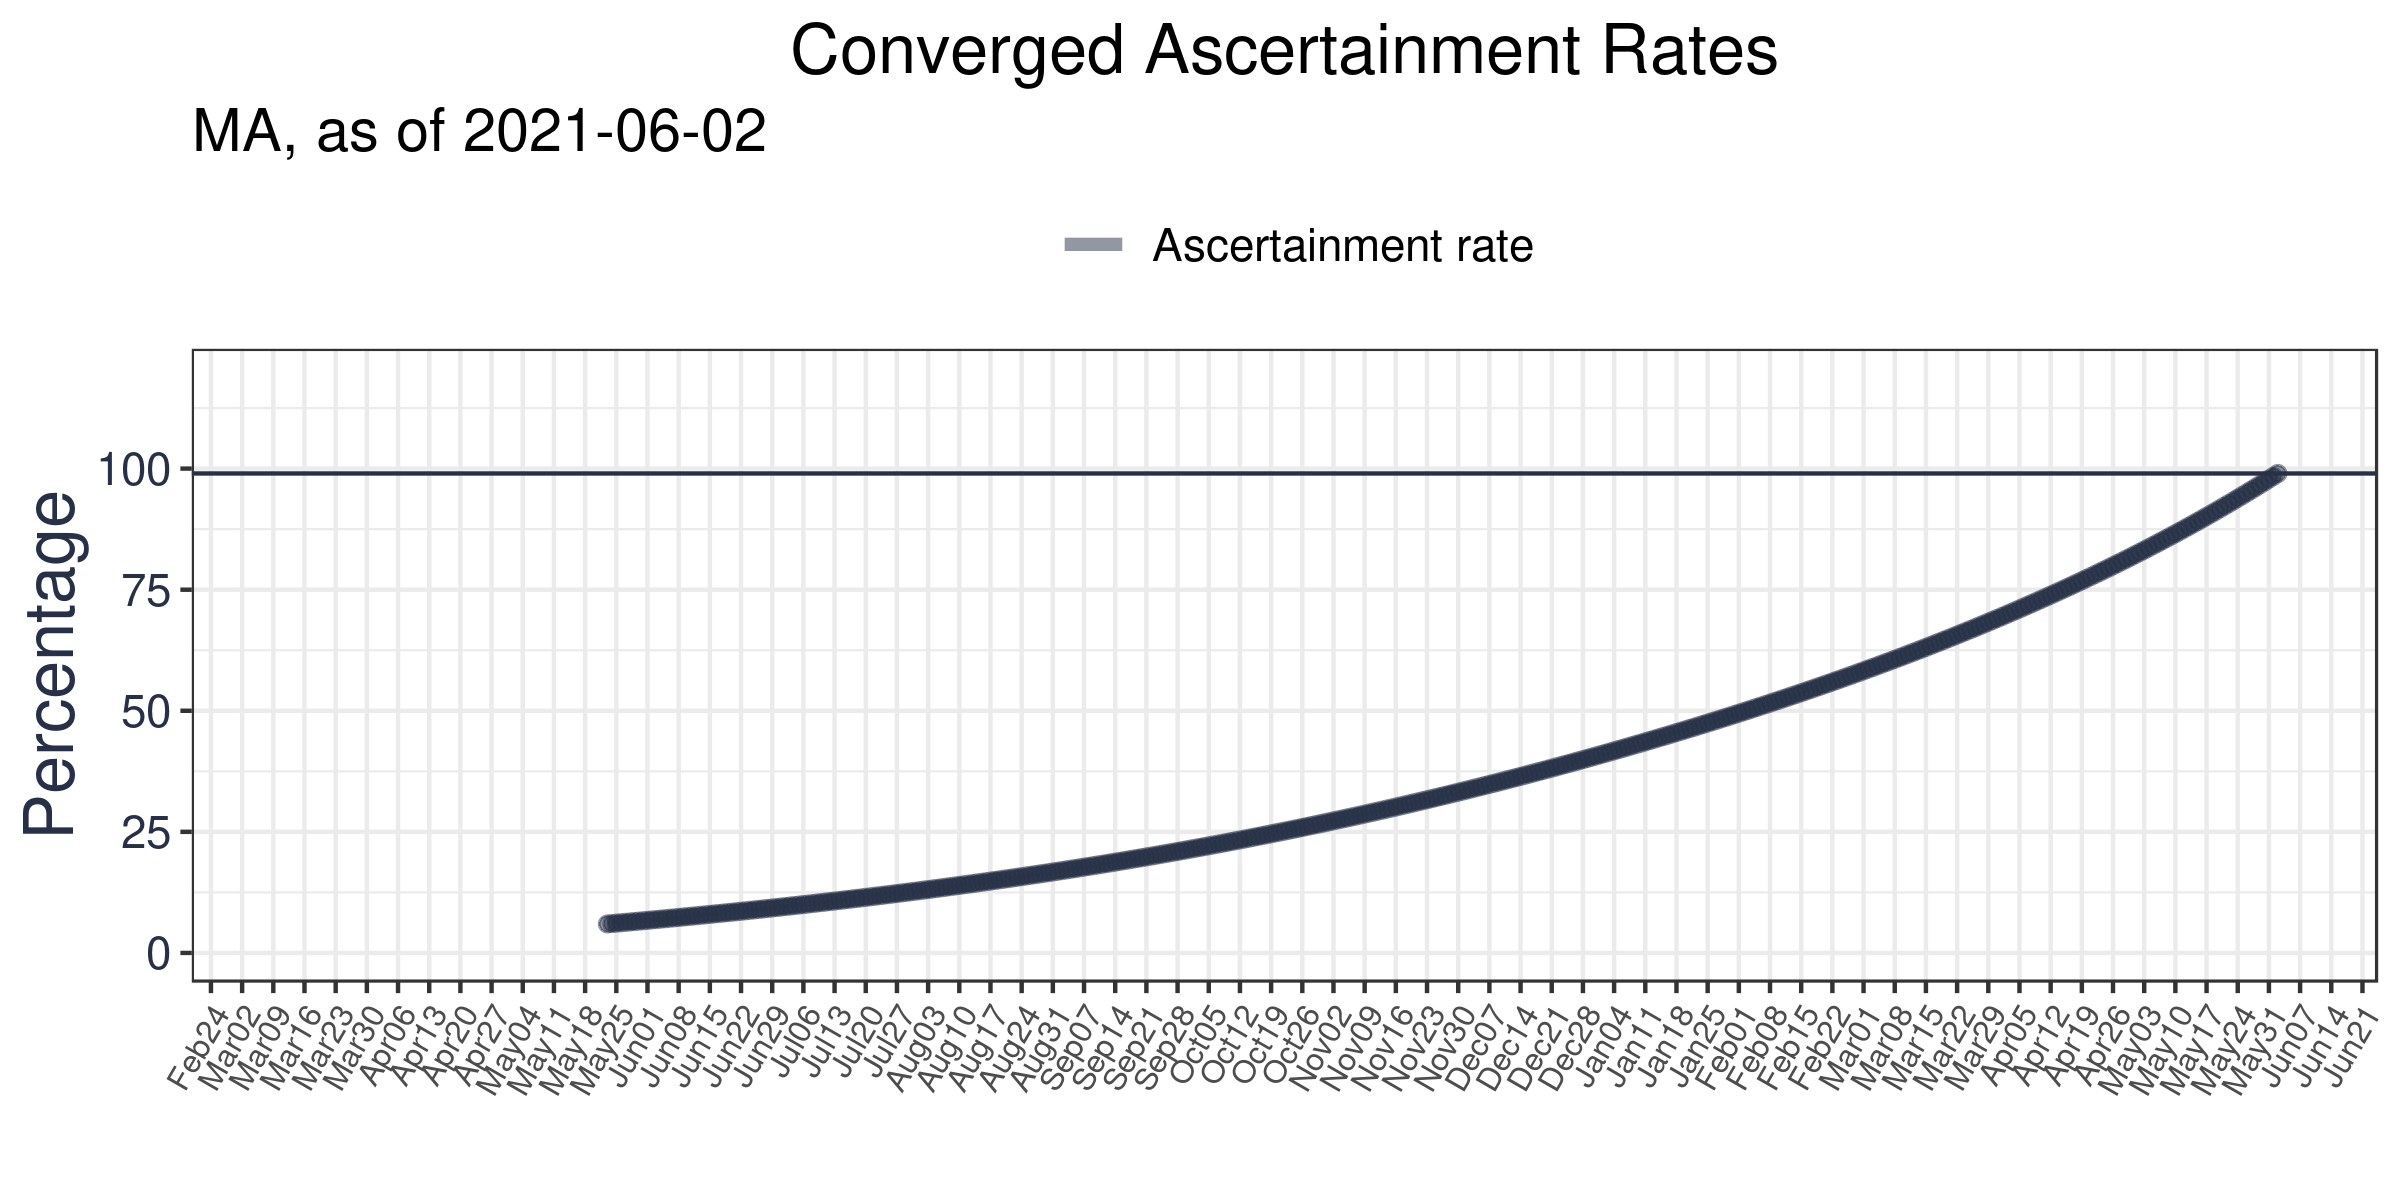 Converged Ascertainment Rates
MA, as of 2021-06-02
Ascertainment rate
Percentage
100
75
50
25
0
Feb24
Mar02
Mar09
Mar16
Mar23
Mar30
Apr06
Apr13
Apr20
Apr27
May04
May11
May18
May25
Jun01
Jun08
Jun15
Jun22
Jun29
Jul06
Jul13
Jul20
Jul27
Aug03
Aug10
Aug17
Aug24
Aug31
Sep07
Sep14
Sep21
Sep28
Oct05
Oct12
Oct19
Oct26
Nov02
Nov09
Nov16
Nov23
Nov30
Dec07
Dec14
Dec21
Dec28
Jan04
Jan11
Jan18
Jan25
Feb01
Feb08
Feb15
Feb22
Mar01
Mar08
Mar15
Mar22
Mar29
Apr05
Apr12
Apr19
Apr26
May03
May10
May17
May24
May31
Jun07
Jun14
Jun21